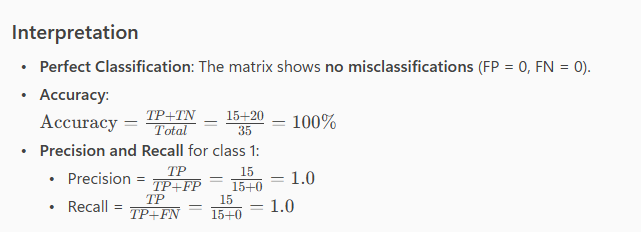 Interpretation
• Perfect Classification: The matrix shows no misclassifications (FP = 0, FN = 0).
• Accuracy:
Accuracy = \frac{TP+TN}{Total} = \frac{15+20}{35} = 100%
• Precision and Recall for class 1:
• Precision = \frac{TP}{TP+FP} = \frac{15}{15+0} = 1.0
• Recall = \frac{TP}{TP+FN} = \frac{15}{15+0} = 1.0